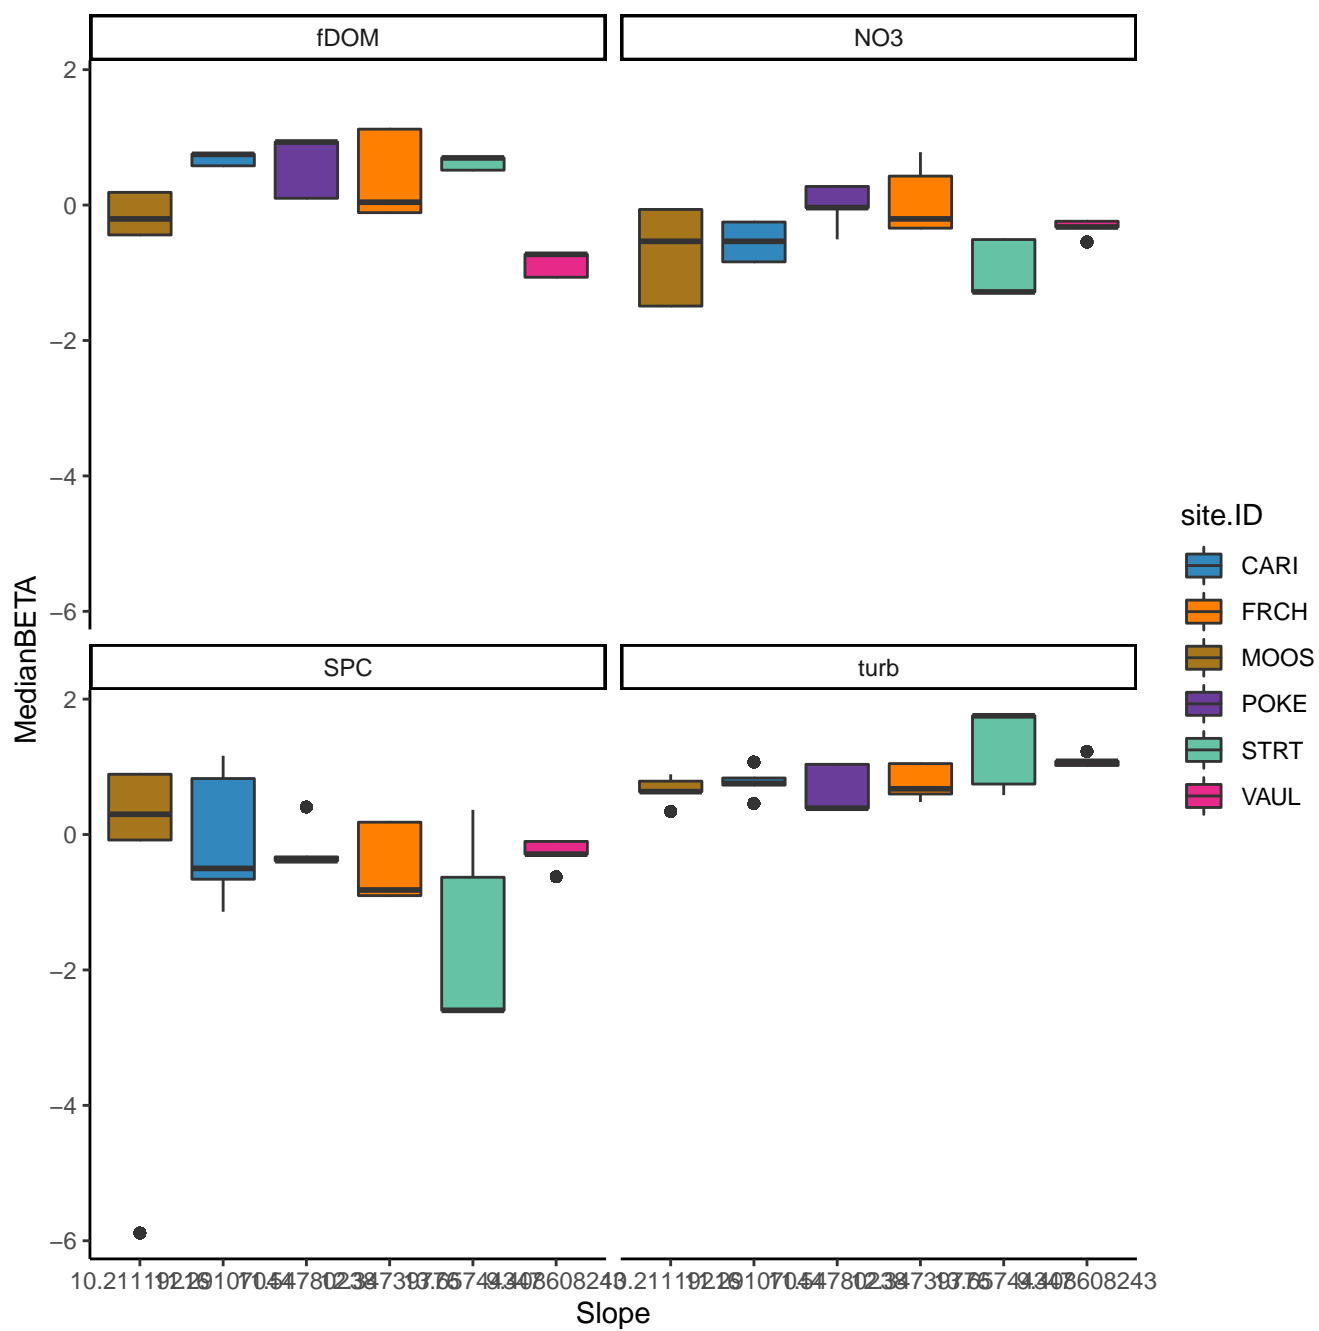 fDOM
NO3
2
0
−2
−4
−6
SPC
turb
2
0
−2
−4
−6
MedianBETA
Slope
site.ID
CARI
FRCH
MOOS
POKE
STRT
VAUL